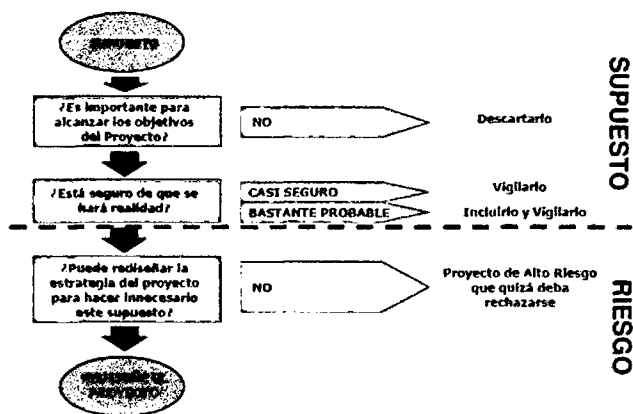 SUPUESTO
¿Es importante para
alcanzar los objetivos
del Proyecto?
NO
Descartarlo
¿Está seguro de que se
hará realidad?
CASI SEGURO
Vigilarlo
BASTANTE PROBABLE
Incluirlo y Vigilarlo
SUPUESTO
¿Puede rediseñar la
estrategia del proyecto
para hacer innecesario
este supuesto?
NO
Proyecto de Alto Riesgo
que quizá deba
rechazarse
RIESGO
PROYECTO